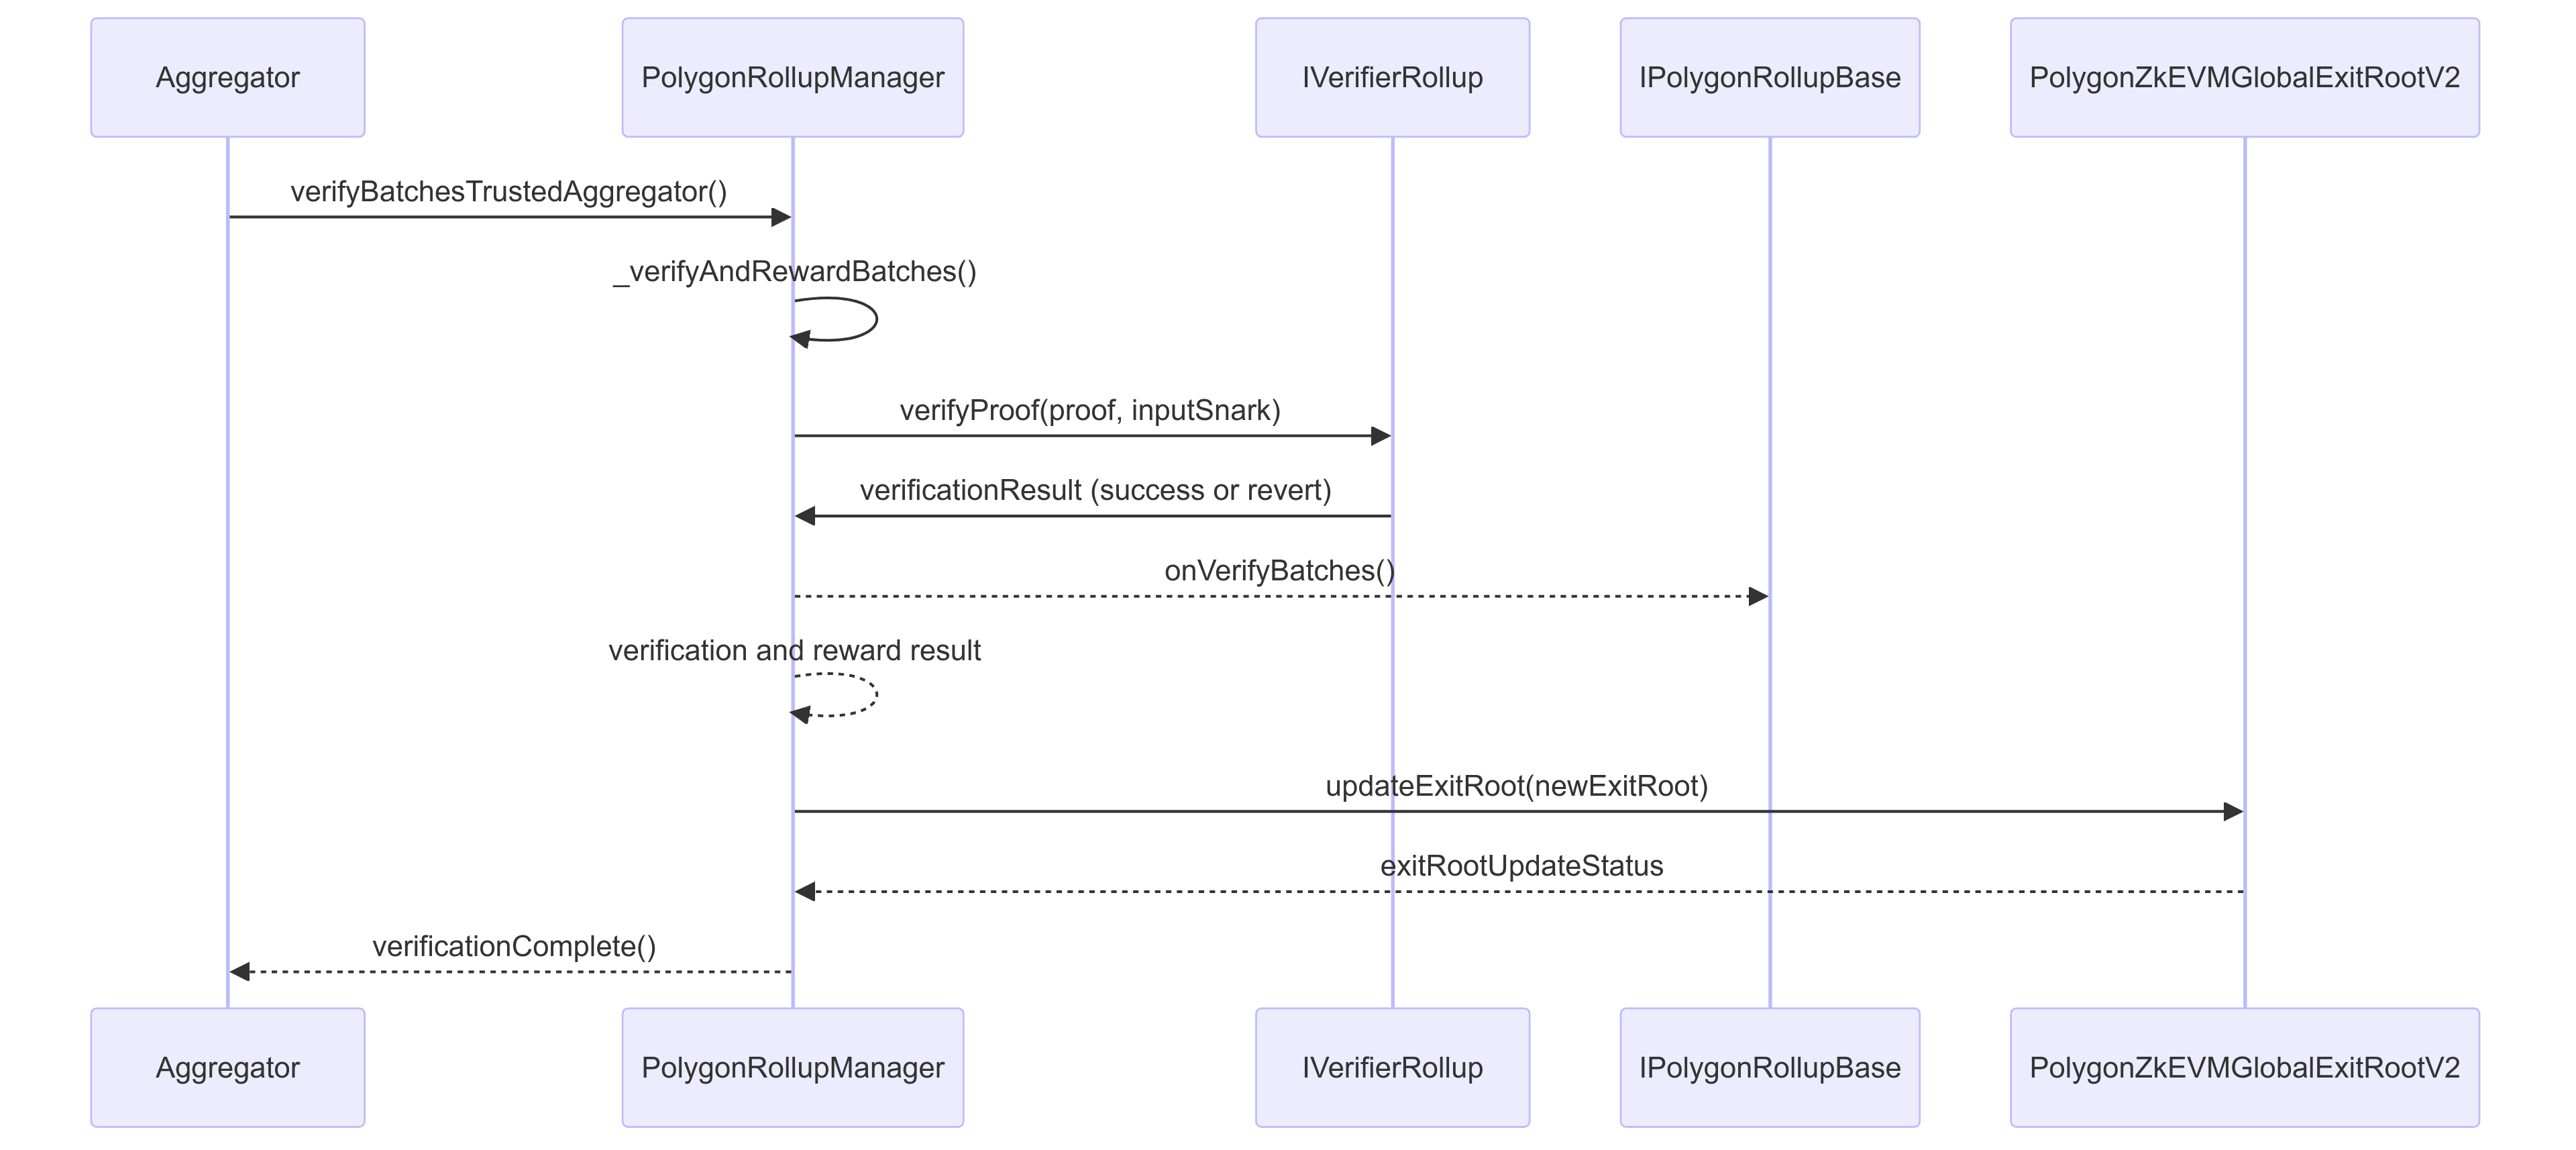 Aggregator
PolygonRollupManager
IVerifierRollup
IPolygonRollupBase
PolygonZkEVMGlobalExitRootV2
verifyBatchesTrustedAggregator()
_verifyAndRewardBatches()
verifyProof(proof, inputSnark)
verificationResult (success or revert)
onVerifyBatches()
verification and reward result
updateExitRoot(newExitRoot)
exitRootUpdateStatus
verificationComplete()
Aggregator
PolygonRollupManager
IVerifierRollup
IPolygonRollupBase
PolygonZkEVMGlobalExitRootV2